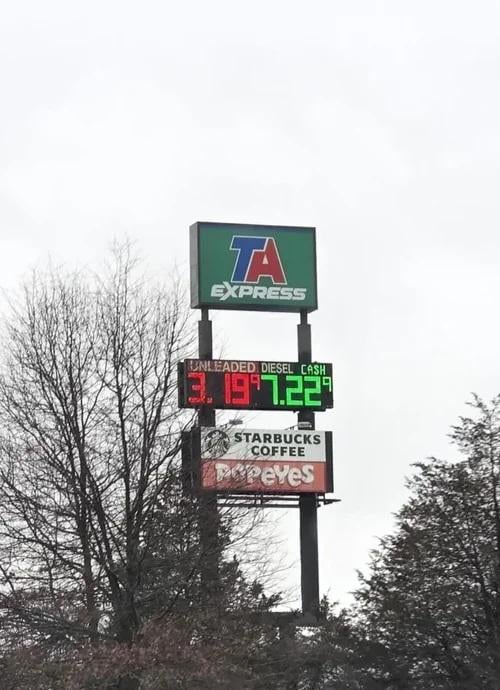 TA
EXPRESS
UNLEADED DIESEL CASH
3.19⁹ 7.22⁹
STARBUCKS
COFFEE
POPEYES